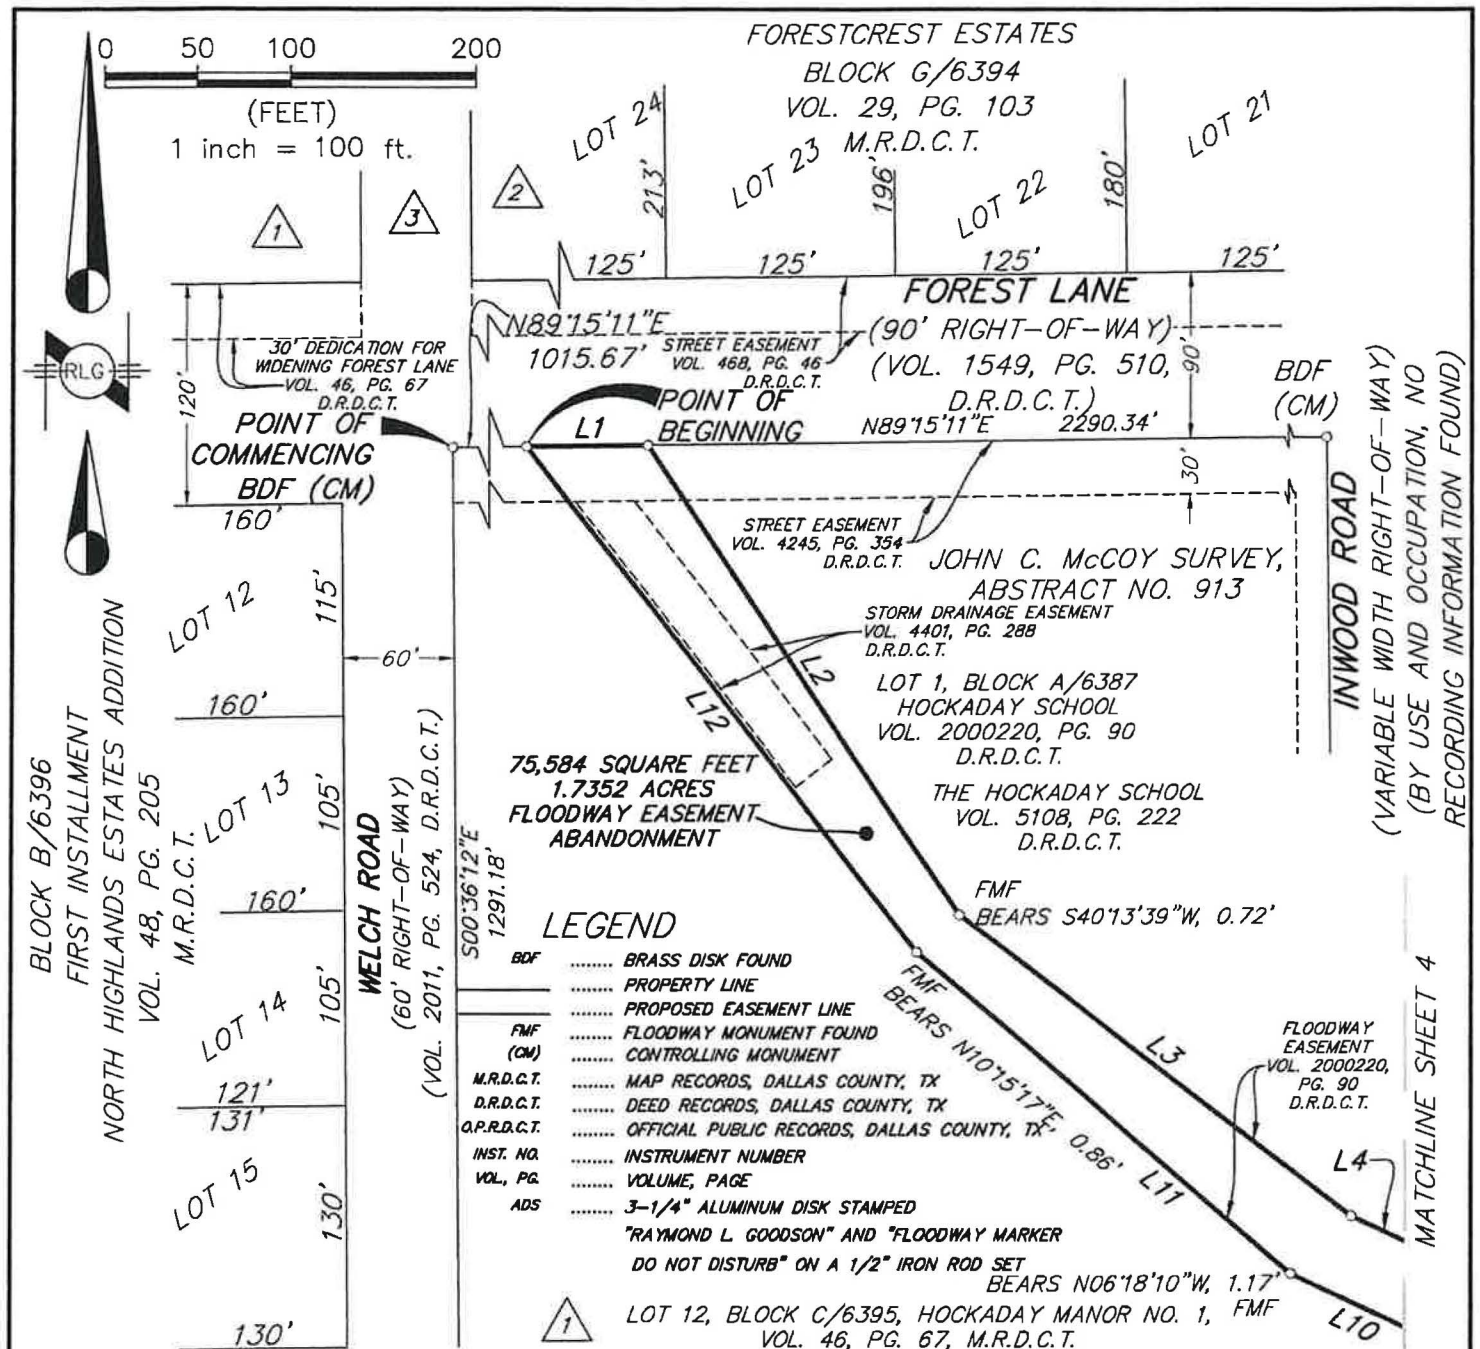 0 50 100 200
(FEET)
1 inch = 100 ft.
FORESTCREST ESTATES
BLOCK G/6394
VOL. 29, PG. 103
M.R.D.C.T.
LOT 24
LOT 23
LOT 22
LOT 21
213'
196'
180'
1
3
2
125'
125'
125'
125'
FOREST LANE
(90' RIGHT-OF-WAY)
(VOL. 1549, PG. 510,
D.R.D.C.T.)
N89°15'11"E
1015.67'
STREET EASEMENT
VOL. 468, PG. 46
D.R.D.C.T.
30' DEDICATION FOR
WIDENING FOREST LANE
VOL. 46, PG. 67
D.R.D.C.T.
120'
90'
RLG
POINT OF
COMMENCING
BDF (CM)
L1
POINT OF
BEGINNING
N89°15'11"E 2290.34'
BDF
(CM)
30'
INWOOD ROAD
(VARIABLE WIDTH RIGHT-OF-WAY)
(BY USE AND OCCUPATION, NO
RECORDING INFORMATION FOUND)
STREET EASEMENT
VOL. 4245, PG. 354
D.R.D.C.T.
JOHN C. McCOY SURVEY,
ABSTRACT NO. 913
STORM DRAINAGE EASEMENT
VOL. 4401, PG. 288
D.R.D.C.T.
L2
L12
LOT 1, BLOCK A/6387
HOCKADAY SCHOOL
VOL. 2000220, PG. 90
D.R.D.C.T.
THE HOCKADAY SCHOOL
VOL. 5108, PG. 222
D.R.D.C.T.
75,584 SQUARE FEET
1.7352 ACRES
FLOODWAY EASEMENT
ABANDONMENT
160'
LOT 12
115'
60'
160'
LOT 13
105'
160'
LOT 14
105'
121'
131'
LOT 15
130'
130'
BLOCK B/6396
FIRST INSTALLMENT
NORTH HIGHLANDS ESTATES ADDITION
VOL. 48, PG. 205
M.R.D.C.T.
WELCH ROAD
(60' RIGHT-OF-WAY)
(VOL. 2011, PG. 524, D.R.D.C.T.)
S00°36'12"E
1291.18'
FMF
BEARS S40°13'39"W, 0.72'
FMF
BEARS N10°15'17"E, 0.86'
L3
FLOODWAY
EASEMENT
VOL. 2000220,
PG. 90
D.R.D.C.T.
L4
L11
MATCHLINE SHEET 4
LEGEND
BDF ........ BRASS DISK FOUND
........ PROPERTY LINE
........ PROPOSED EASEMENT LINE
FMF ........ FLOODWAY MONUMENT FOUND
(CM) ........ CONTROLLING MONUMENT
M.R.D.C.T. ........ MAP RECORDS, DALLAS COUNTY, TX
D.R.D.C.T. ........ DEED RECORDS, DALLAS COUNTY, TX
O.P.R.D.C.T. ........ OFFICIAL PUBLIC RECORDS, DALLAS COUNTY, TX
INST. NO. ........ INSTRUMENT NUMBER
VOL., PG. ........ VOLUME, PAGE
ADS ........ 3-1/4" ALUMINUM DISK STAMPED
"RAYMOND L. GOODSON" AND "FLOODWAY MARKER
DO NOT DISTURB" ON A 1/2" IRON ROD SET
BEARS N06°18'10"W, 1.17'
FMF
L10
1 LOT 12, BLOCK C/6395, HOCKADAY MANOR NO. 1,
VOL. 46, PG. 67, M.R.D.C.T.